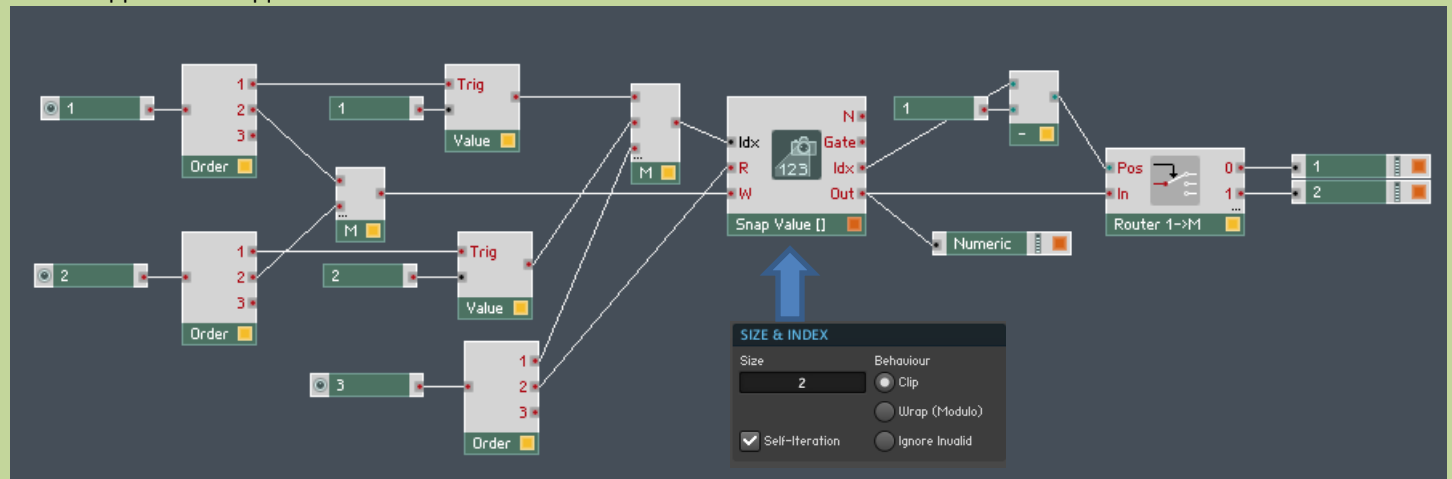 1
1
2
3
Order
1
Trig
Value
M
M
2
1
2
3
Order
2
Trig
Value
3
1
2
3
Order
N
Idx
Gate
R
123
Idx
W
Out
Snap Value []
1
-
Numeric
Pos
0
In
1
...
Router 1->M
1
2
SIZE & INDEX
Size
Behaviour
2
Clip
Wrap (Modulo)
Self-Iteration
Ignore Invalid